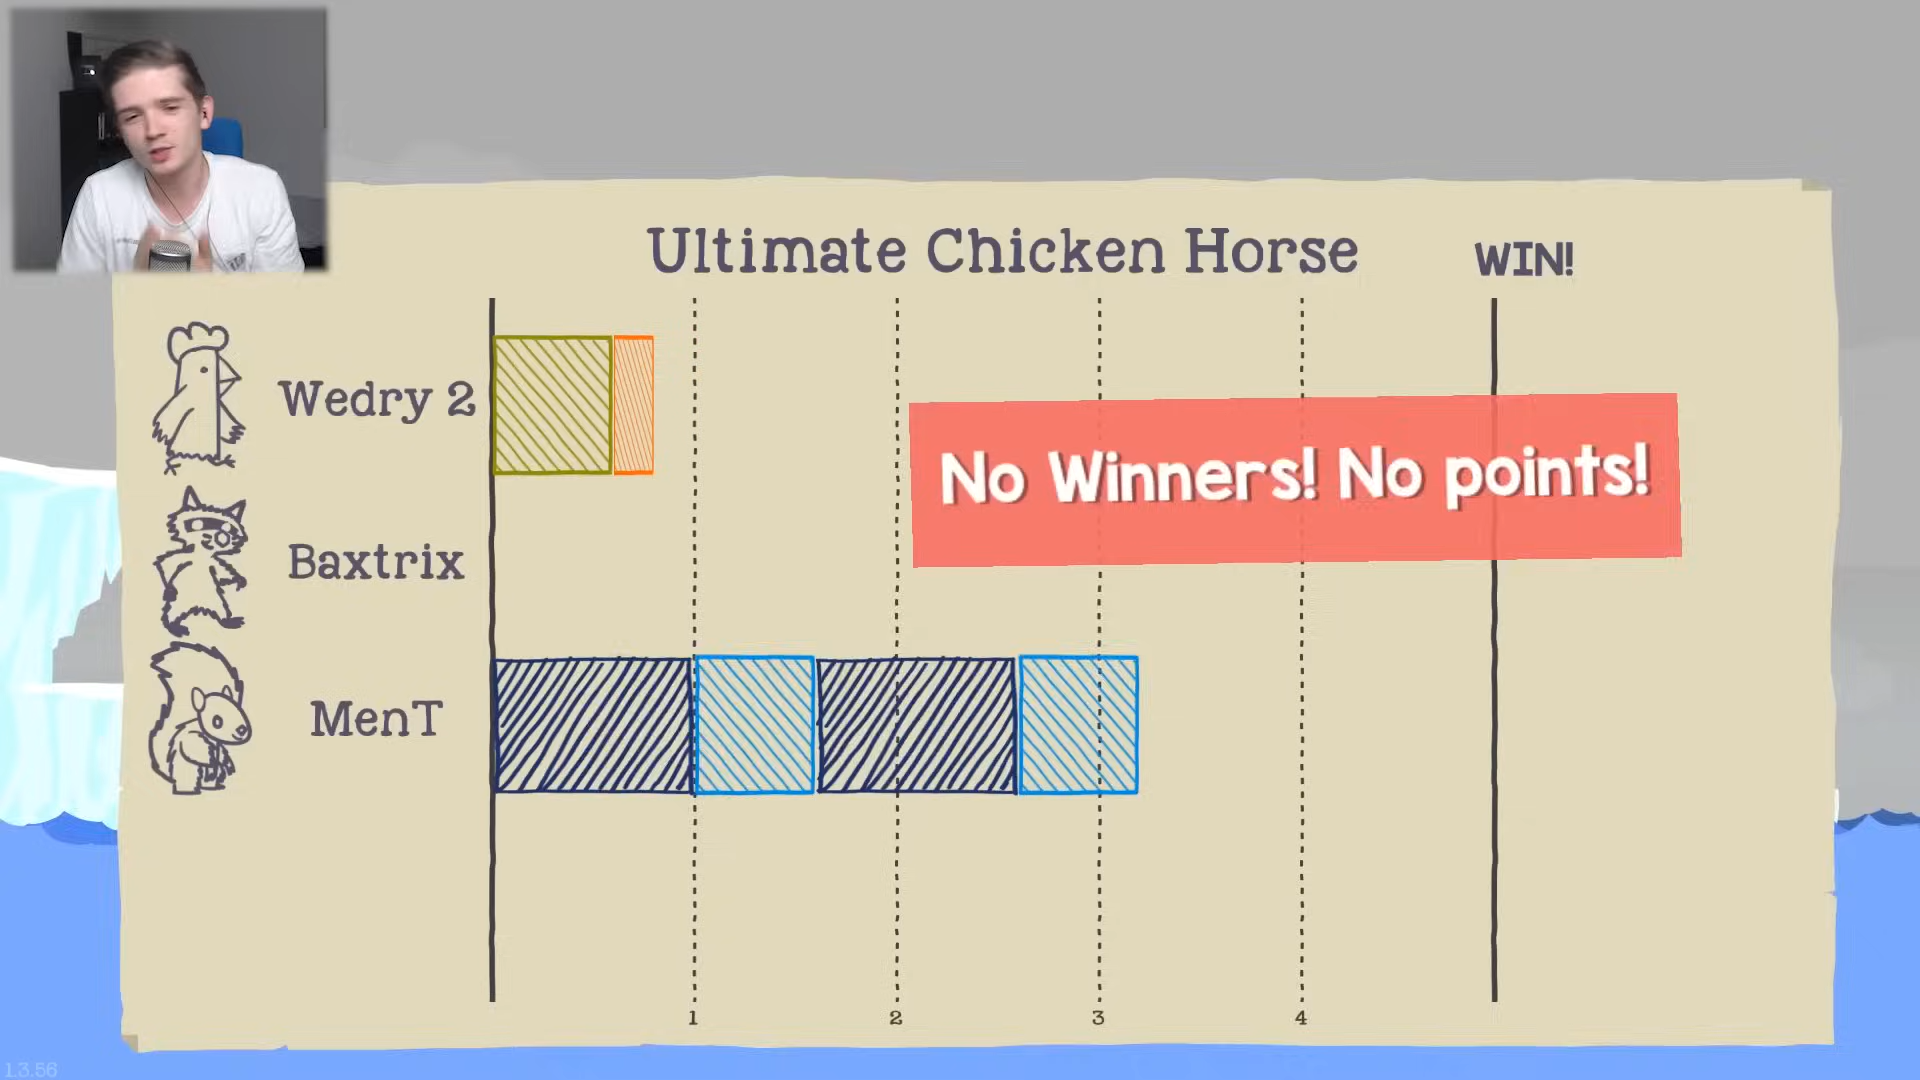 Ultimate Chicken Horse
WIN!
Wedry 2
No Winners! No points!
Baxtrix
MenT
1 2 3 4
1.3.56